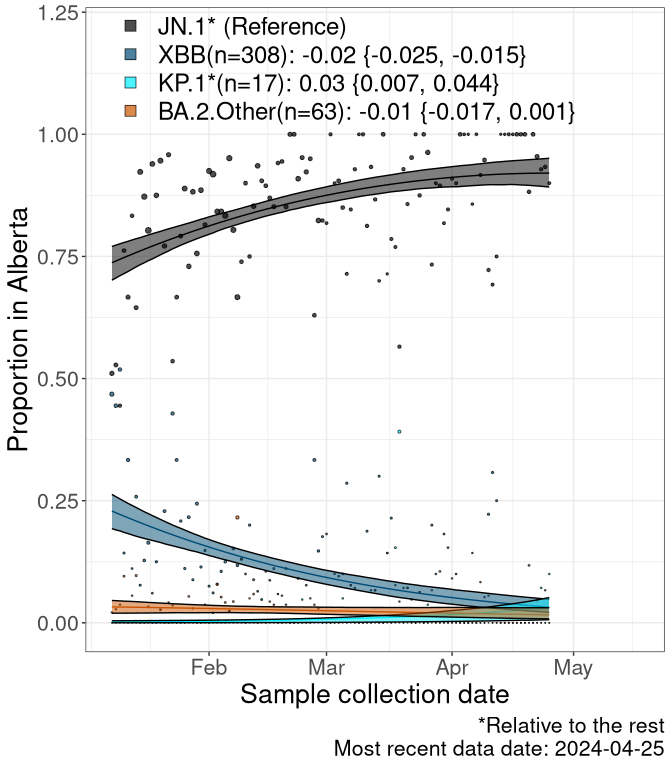 1.25
JN.1* (Reference)
XBB(n=308): -0.02 {-0.025, -0.015}
KP.1*(n=17): 0.03 {0.007, 0.044}
BA.2.Other(n=63): -0.01 {-0.017, 0.001}
1.00
0.75
0.50
0.25
0.00
Proportion in Alberta
Feb Mar Apr May
Sample collection date
*Relative to the rest
Most recent data date: 2024-04-25